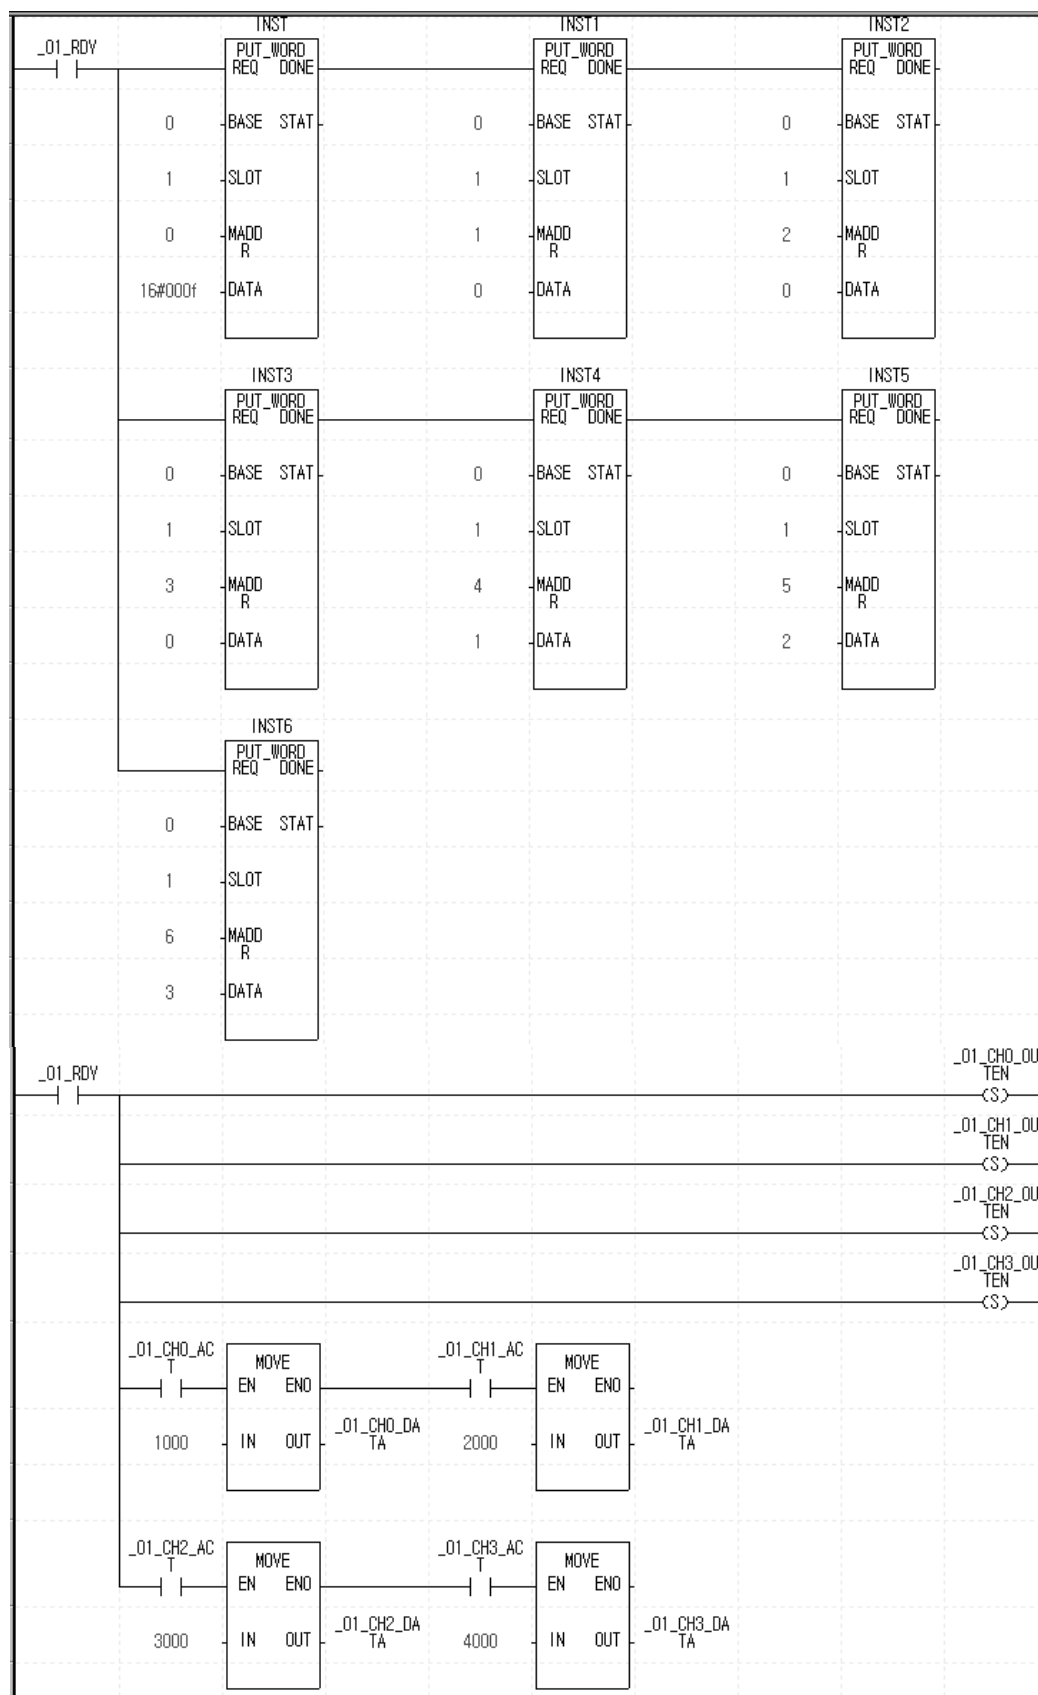 INST INST1 INST2
_01_RDY PUT_WORD PUT_WORD PUT_WORD
REQ DONE REQ DONE REQ DONE
0 BASE STAT 0 BASE STAT 0 BASE STAT
1 SLOT 1 SLOT 1 SLOT
0 MADD 1 MADD 2 MADD
R R R
16#000f DATA 0 DATA 0 DATA
INST3 INST4 INST5
PUT_WORD PUT_WORD PUT_WORD
REQ DONE REQ DONE REQ DONE
0 BASE STAT 0 BASE STAT 0 BASE STAT
1 SLOT 1 SLOT 1 SLOT
3 MADD 4 MADD 5 MADD
R R R
0 DATA 1 DATA 2 DATA
INST6
PUT_WORD
REQ DONE
0 BASE STAT
1 SLOT
6 MADD
R
3 DATA
_01_CH0_OU
_01_RDY TEN
(S)
_01_CH1_OU
TEN
(S)
_01_CH2_OU
TEN
(S)
_01_CH3_OU
TEN
(S)
_01_CH0_AC _01_CH1_AC
T MOVE T MOVE
EN ENO EN ENO
_01_CH0_DA _01_CH1_DA
1000 IN OUT TA 2000 IN OUT TA
_01_CH2_AC _01_CH3_AC
T MOVE T MOVE
EN ENO EN ENO
_01_CH2_DA _01_CH3_DA
3000 IN OUT TA 4000 IN OUT TA